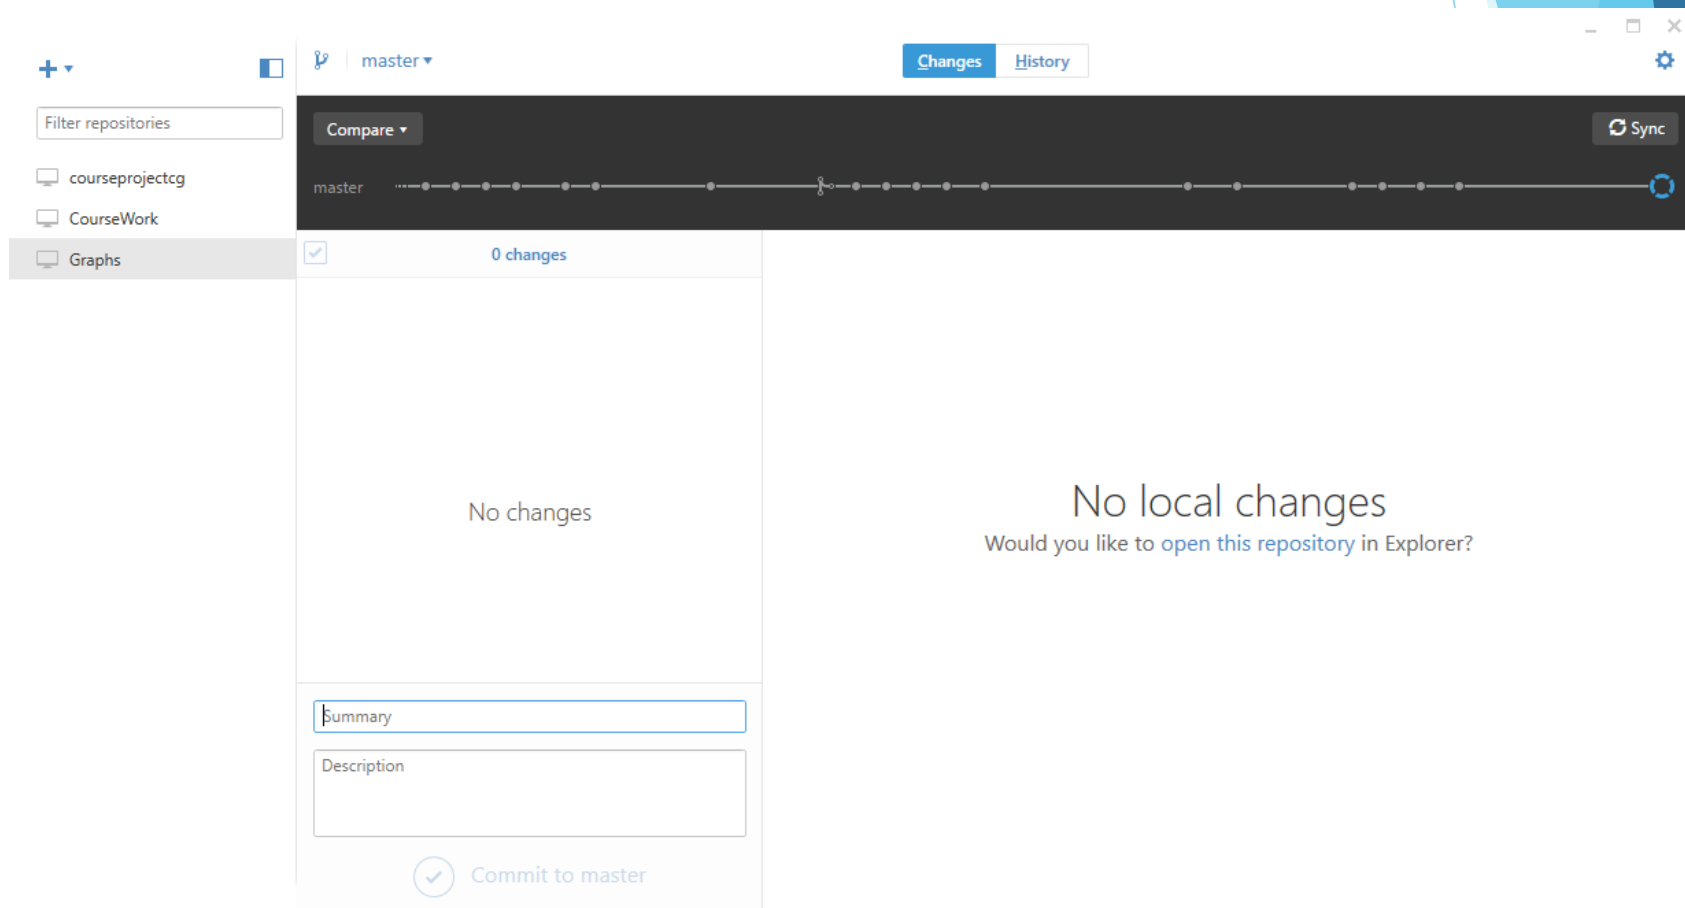 master
Changes
History
Filter repositories
Compare
Sync
courseprojectcg
master
CourseWork
Graphs
0 changes
No changes
No local changes
Would you like to open this repository in Explorer?
Summary
Description
Commit to master